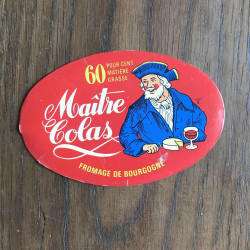 60 POUR CENT
MATIÈRE
GRASSE
Maître
Colas
FROMAGE DE BOURGOGNE